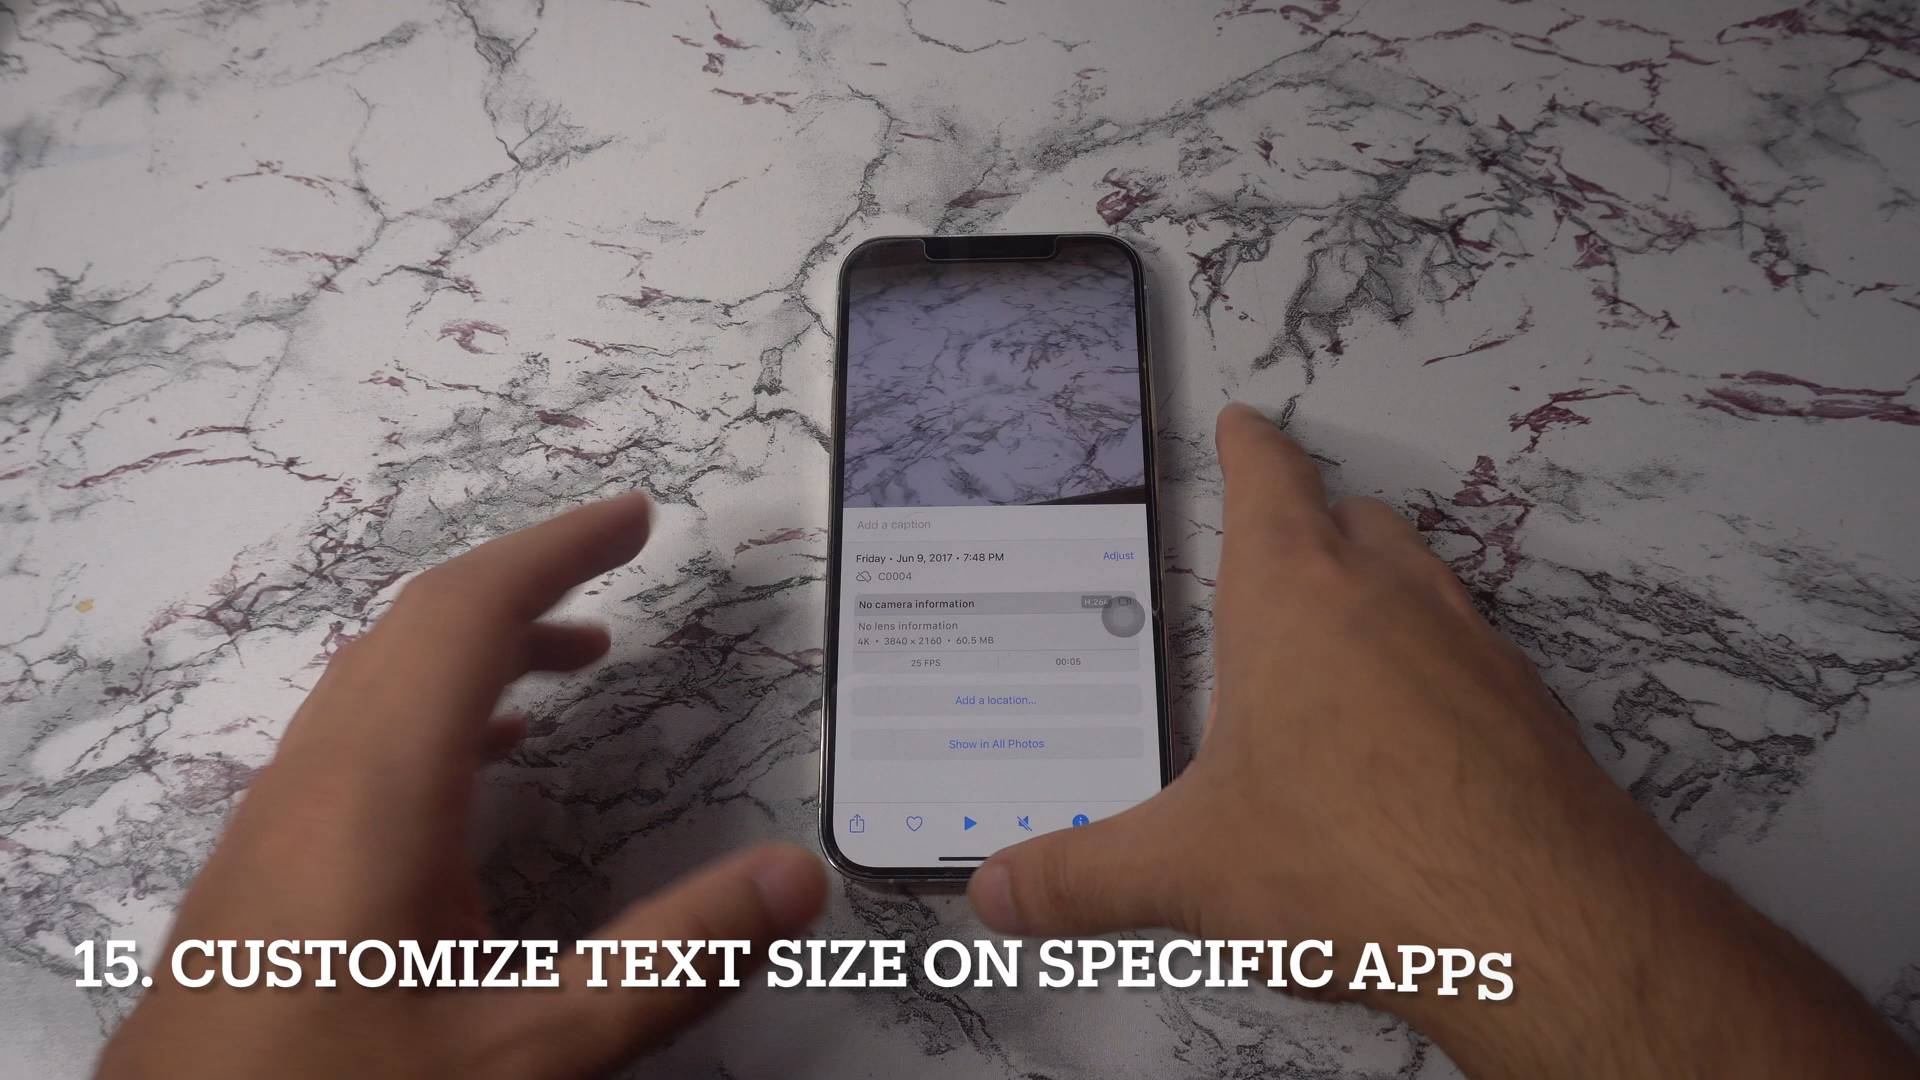 Add a caption
Friday • Jun 9, 2017 • 7:48 PM
Adjust
C0004
No camera information
H.264
No lens information
4K • 3840 × 2160 • 60.5 MB
25 FPS
00:05
Add a location...
Show in All Photos
15. CUSTOMIZE TEXT SIZE ON SPECIFIC APPS